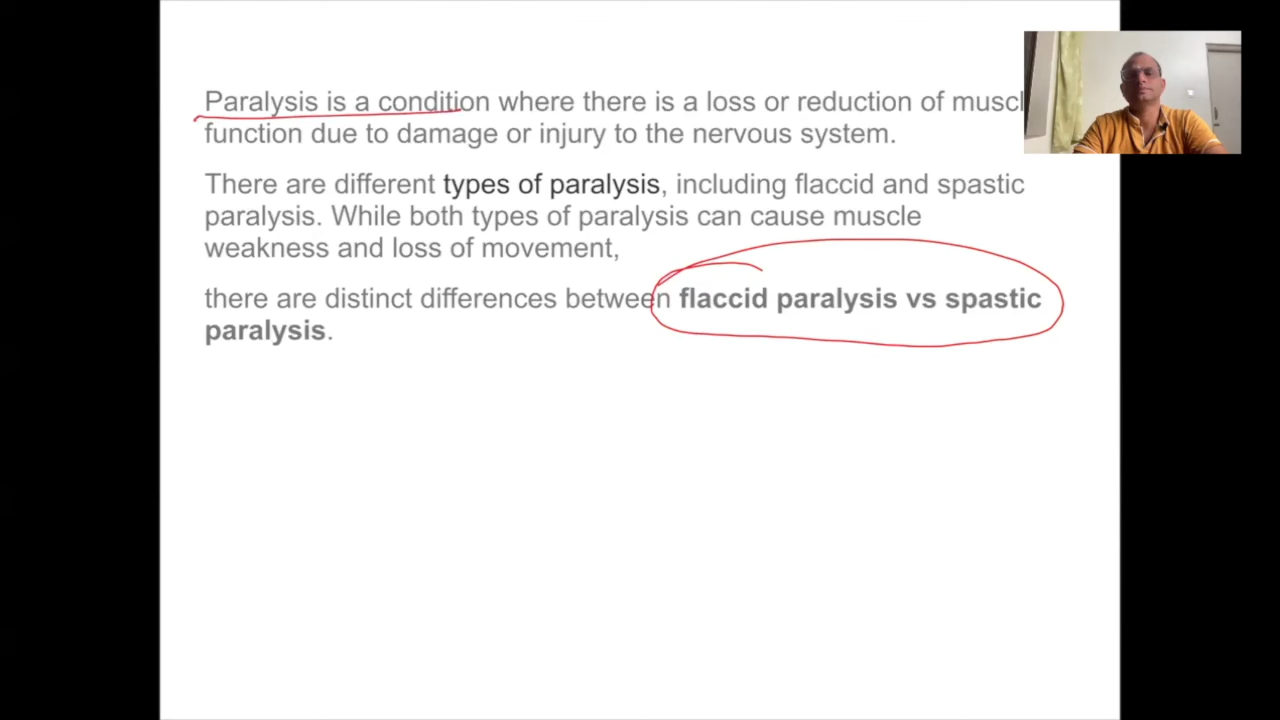 Paralysis is a condition where there is a loss or reduction of muscl
function due to damage or injury to the nervous system.
There are different types of paralysis, including flaccid and spastic
paralysis. While both types of paralysis can cause muscle
weakness and loss of movement,
there are distinct differences between flaccid paralysis vs spastic
paralysis.